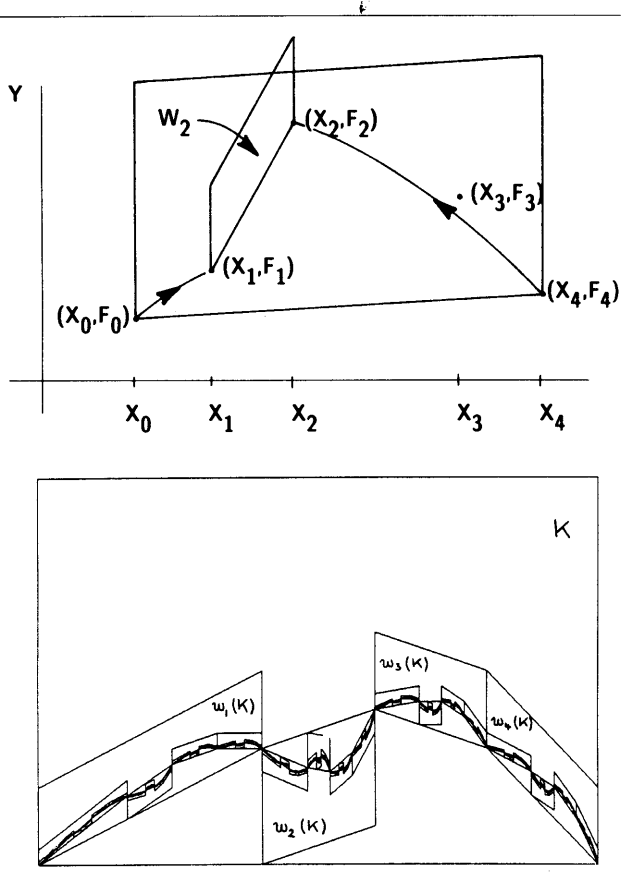 Y
W₂
(X₂,F₂)
(X₃,F₃)
(X₁,F₁)
(X₀,F₀)
(X₄,F₄)
X₀ X₁ X₂ X₃ X₄
K
w₃(K)
w₁(K)
w₄(K)
w₂(K)